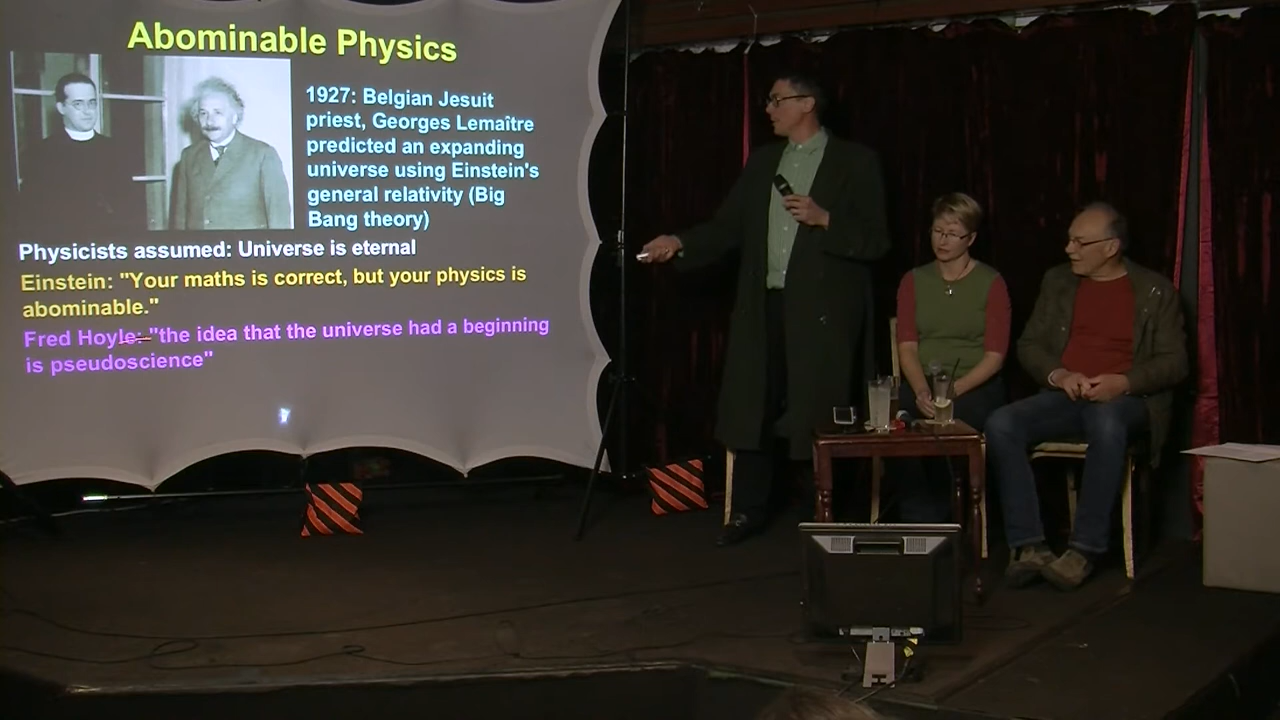 Abominable Physics
1927: Belgian Jesuit
priest, Georges Lemaître
predicted an expanding
universe using Einstein's
general relativity (Big
Bang theory)
Physicists assumed: Universe is eternal
Einstein: "Your maths is correct, but your physics is
abominable."
Fred Hoyle: "the idea that the universe had a beginning
is pseudoscience"